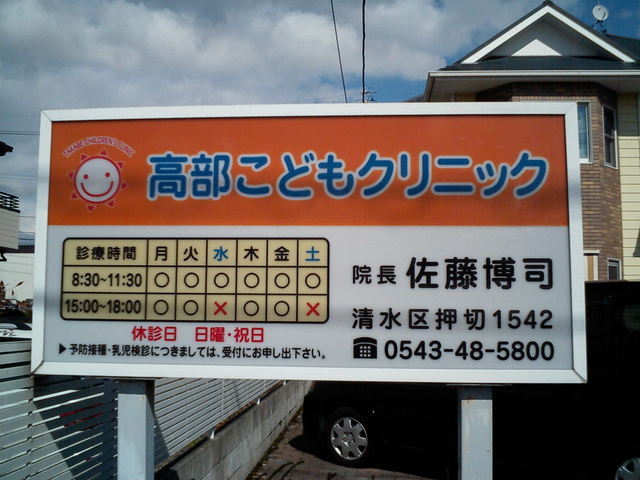 TAKABE CHILDREN'S CLINIC
高部こどもクリニック
診療時間 月 火 水 木 金 土
8:30~11:30 ○ ○ ○ ○ ○ ○
15:00~18:00 ○ ○ × ○ ○ ×
休診日 日曜・祝日
▶予防接種・乳児検診につきましては、受付にお申し出下さい。
院長 佐藤博司
清水区押切1542
☎ 0543-48-5800